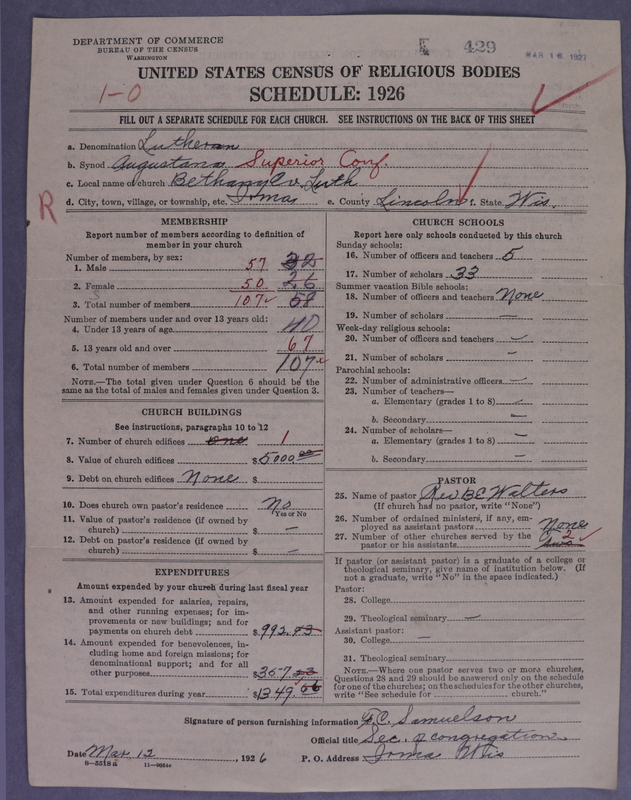 DEPARTMENT OF COMMERCE
BUREAU OF THE CENSUS
WASHINGTON
429
MAR 16 1927
UNITED STATES CENSUS OF RELIGIOUS BODIES
1-0
SCHEDULE: 1926
FILL OUT A SEPARATE SCHEDULE FOR EACH CHURCH. SEE INSTRUCTIONS ON THE BACK OF THIS SHEET
a. Denomination Lutheran
b. Synod Augustana Superior Conf.
c. Local name of church Bethany Ev. Luth
R
d. City, town, village, or township, etc. Irma e. County Lincoln f. State Wis.
MEMBERSHIP
Report number of members according to definition of member in your church
Number of members, by sex:
1. Male 57 32
2. Female 50 26
3. Total number of members 107 58
Number of members under and over 13 years old:
4. Under 13 years of age 40
5. 13 years old and over 67
6. Total number of members 107
NOTE.—The total given under Question 6 should be the same as the total of males and females given under Question 3.
CHURCH BUILDINGS
See instructions, paragraphs 10 to 12
7. Number of church edifices one 1
8. Value of church edifices $5000.00
9. Debt on church edifices None $
10. Does church own pastor's residence No
Yes or No
11. Value of pastor's residence (if owned by church) $ —
12. Debt on pastor's residence (if owned by church) $ —
EXPENDITURES
Amount expended by your church during last fiscal year
13. Amount expended for salaries, repairs, and other running expenses; for improvements or new buildings; and for payments on church debt $992.
14. Amount expended for benevolences, including home and foreign missions; for denominational support; and for all other purposes 357.
15. Total expenditures during year $1349.
CHURCH SCHOOLS
Report here only schools conducted by this church
Sunday schools:
16. Number of officers and teachers 5
17. Number of scholars 33
Summer vacation Bible schools:
18. Number of officers and teachers None
19. Number of scholars —
Week-day religious schools:
20. Number of officers and teachers —
21. Number of scholars —
Parochial schools:
22. Number of administrative officers —
23. Number of teachers—
a. Elementary (grades 1 to 8) —
b. Secondary —
24. Number of scholars—
a. Elementary (grades 1 to 8) —
b. Secondary —
PASTOR
25. Name of pastor Rev B E Walters
(If church has no pastor, write "None")
26. Number of ordained ministers, if any, employed as assistant pastors None
27. Number of other churches served by the pastor or his assistants 2
If pastor (or assistant pastor) is a graduate of a college or theological seminary, give name of institution below. (If not a graduate, write "No" in the space indicated.)
Pastor:
28. College
29. Theological seminary —
Assistant pastor:
30. College —
31. Theological seminary
NOTE.—Where one pastor serves two or more churches, Questions 28 and 29 should be answered only on the schedule for one of the churches; on the schedules for the other churches, write "See schedule for church."
Signature of person furnishing information F. C. Samuelson
Official title Sec. of congregation
Date Mar 12, 1926 P. O. Address Irma Wis
8-5518a 11-9654c